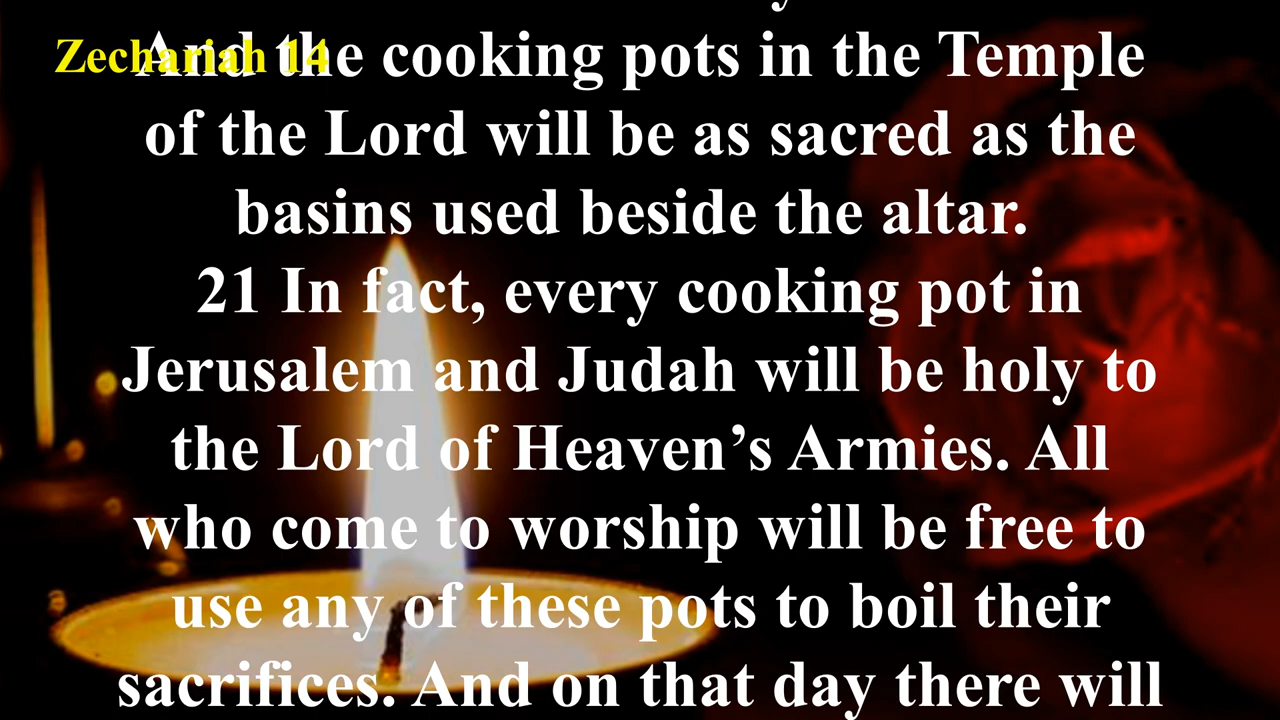 Zechariah 14
And the cooking pots in the Temple
of the Lord will be as sacred as the
basins used beside the altar.
21 In fact, every cooking pot in
Jerusalem and Judah will be holy to
the Lord of Heaven’s Armies. All
who come to worship will be free to
use any of these pots to boil their
sacrifices. And on that day there will